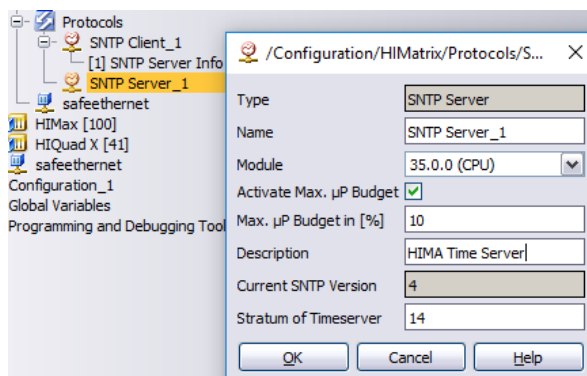 Protocols
SNTP Client_1
[1] SNTP Server Info
SNTP Server_1
safeethernet
HIMax [100]
HIQuad X [41]
safeethernet
Configuration_1
Global Variables
Programming and Debugging Tool
/Configuration/HIMatrix/Protocols/S...
Type SNTP Server
Name SNTP Server_1
Module 35.0.0 (CPU)
Activate Max. µP Budget
Max. µP Budget in [%] 10
Description HIMA Time Server
Current SNTP Version 4
Stratum of Timeserver 14
OK Cancel Help